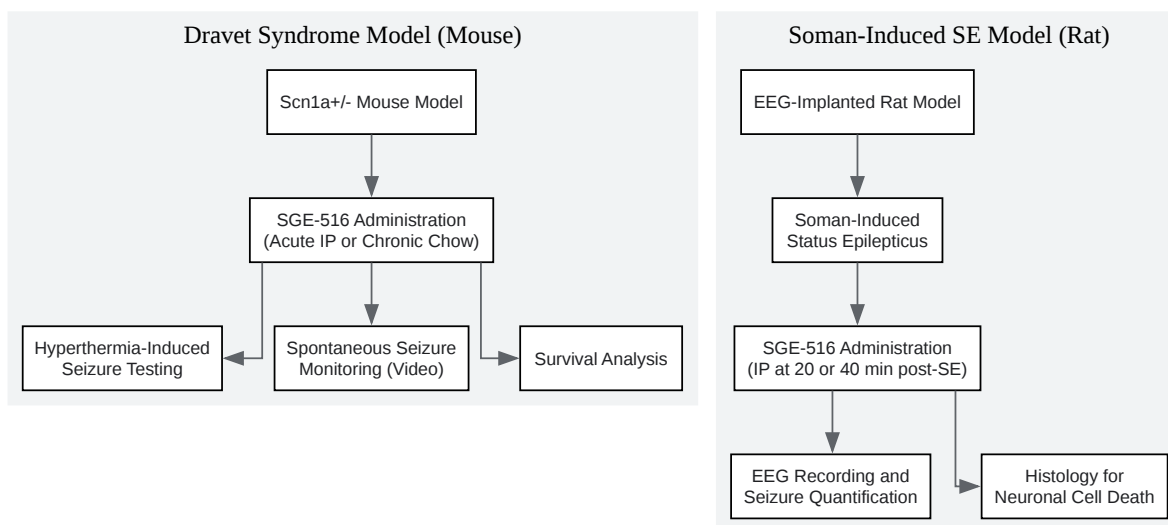 Dravet Syndrome Model (Mouse)
Scn1a+/- Mouse Model
SGE-516 Administration
(Acute IP or Chronic Chow)
Hyperthermia-Induced
Seizure Testing
Spontaneous Seizure
Monitoring (Video)
Survival Analysis
Soman-Induced SE Model (Rat)
EEG-Implanted Rat Model
Soman-Induced
Status Epilepticus
SGE-516 Administration
(IP at 20 or 40 min post-SE)
EEG Recording and
Seizure Quantification
Histology for
Neuronal Cell Death